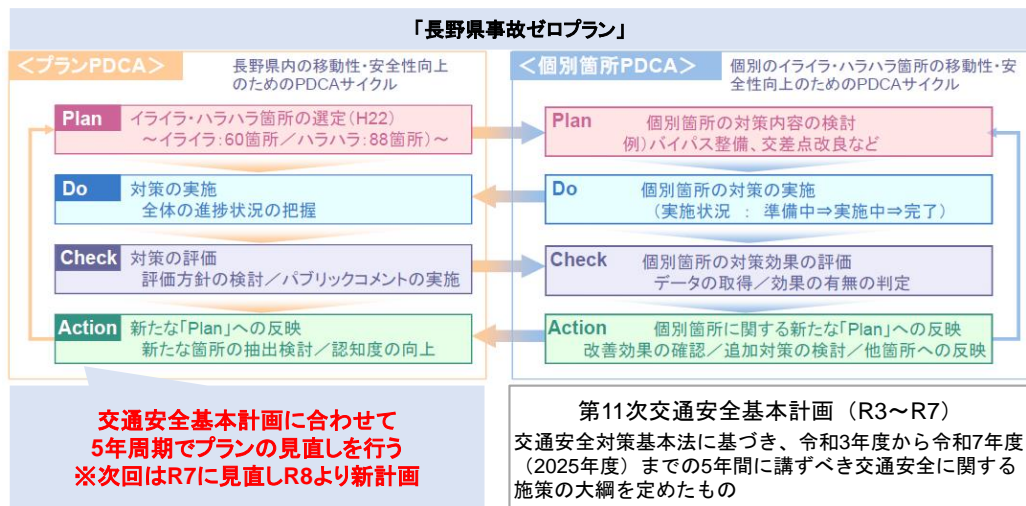 「長野県事故ゼロプラン」
＜プランPDCA＞
長野県内の移動性・安全性向上
のためのPDCAサイクル
Plan
イライラ・ハラハラ箇所の選定(H22)
～イライラ:60箇所／ハラハラ:88箇所)～
Do
対策の実施
全体の進捗状況の把握
Check
対策の評価
評価方針の検討／パブリックコメントの実施
Action
新たな「Plan」への反映
新たな箇所の抽出検討／認知度の向上
＜個別箇所PDCA＞
個別のイライラ・ハラハラ箇所の移動性・安
全性向上のためのPDCAサイクル
Plan
個別箇所の対策内容の検討
例)バイパス整備、交差点改良など
Do
個別箇所の対策の実施
(実施状況 : 準備中⇒実施中⇒完了)
Check
個別箇所の対策効果の評価
データの取得／効果の有無の判定
Action
個別箇所に関する新たな「Plan」への反映
改善効果の確認／追加対策の検討／他箇所への反映
交通安全基本計画に合わせて
5年周期でプランの見直しを行う
※次回はR7に見直しR8より新計画
第11次交通安全基本計画（R3～R7）
交通安全対策基本法に基づき、令和3年度から令和7年度
（2025年度）までの5年間に講ずべき交通安全に関する
施策の大綱を定めたもの